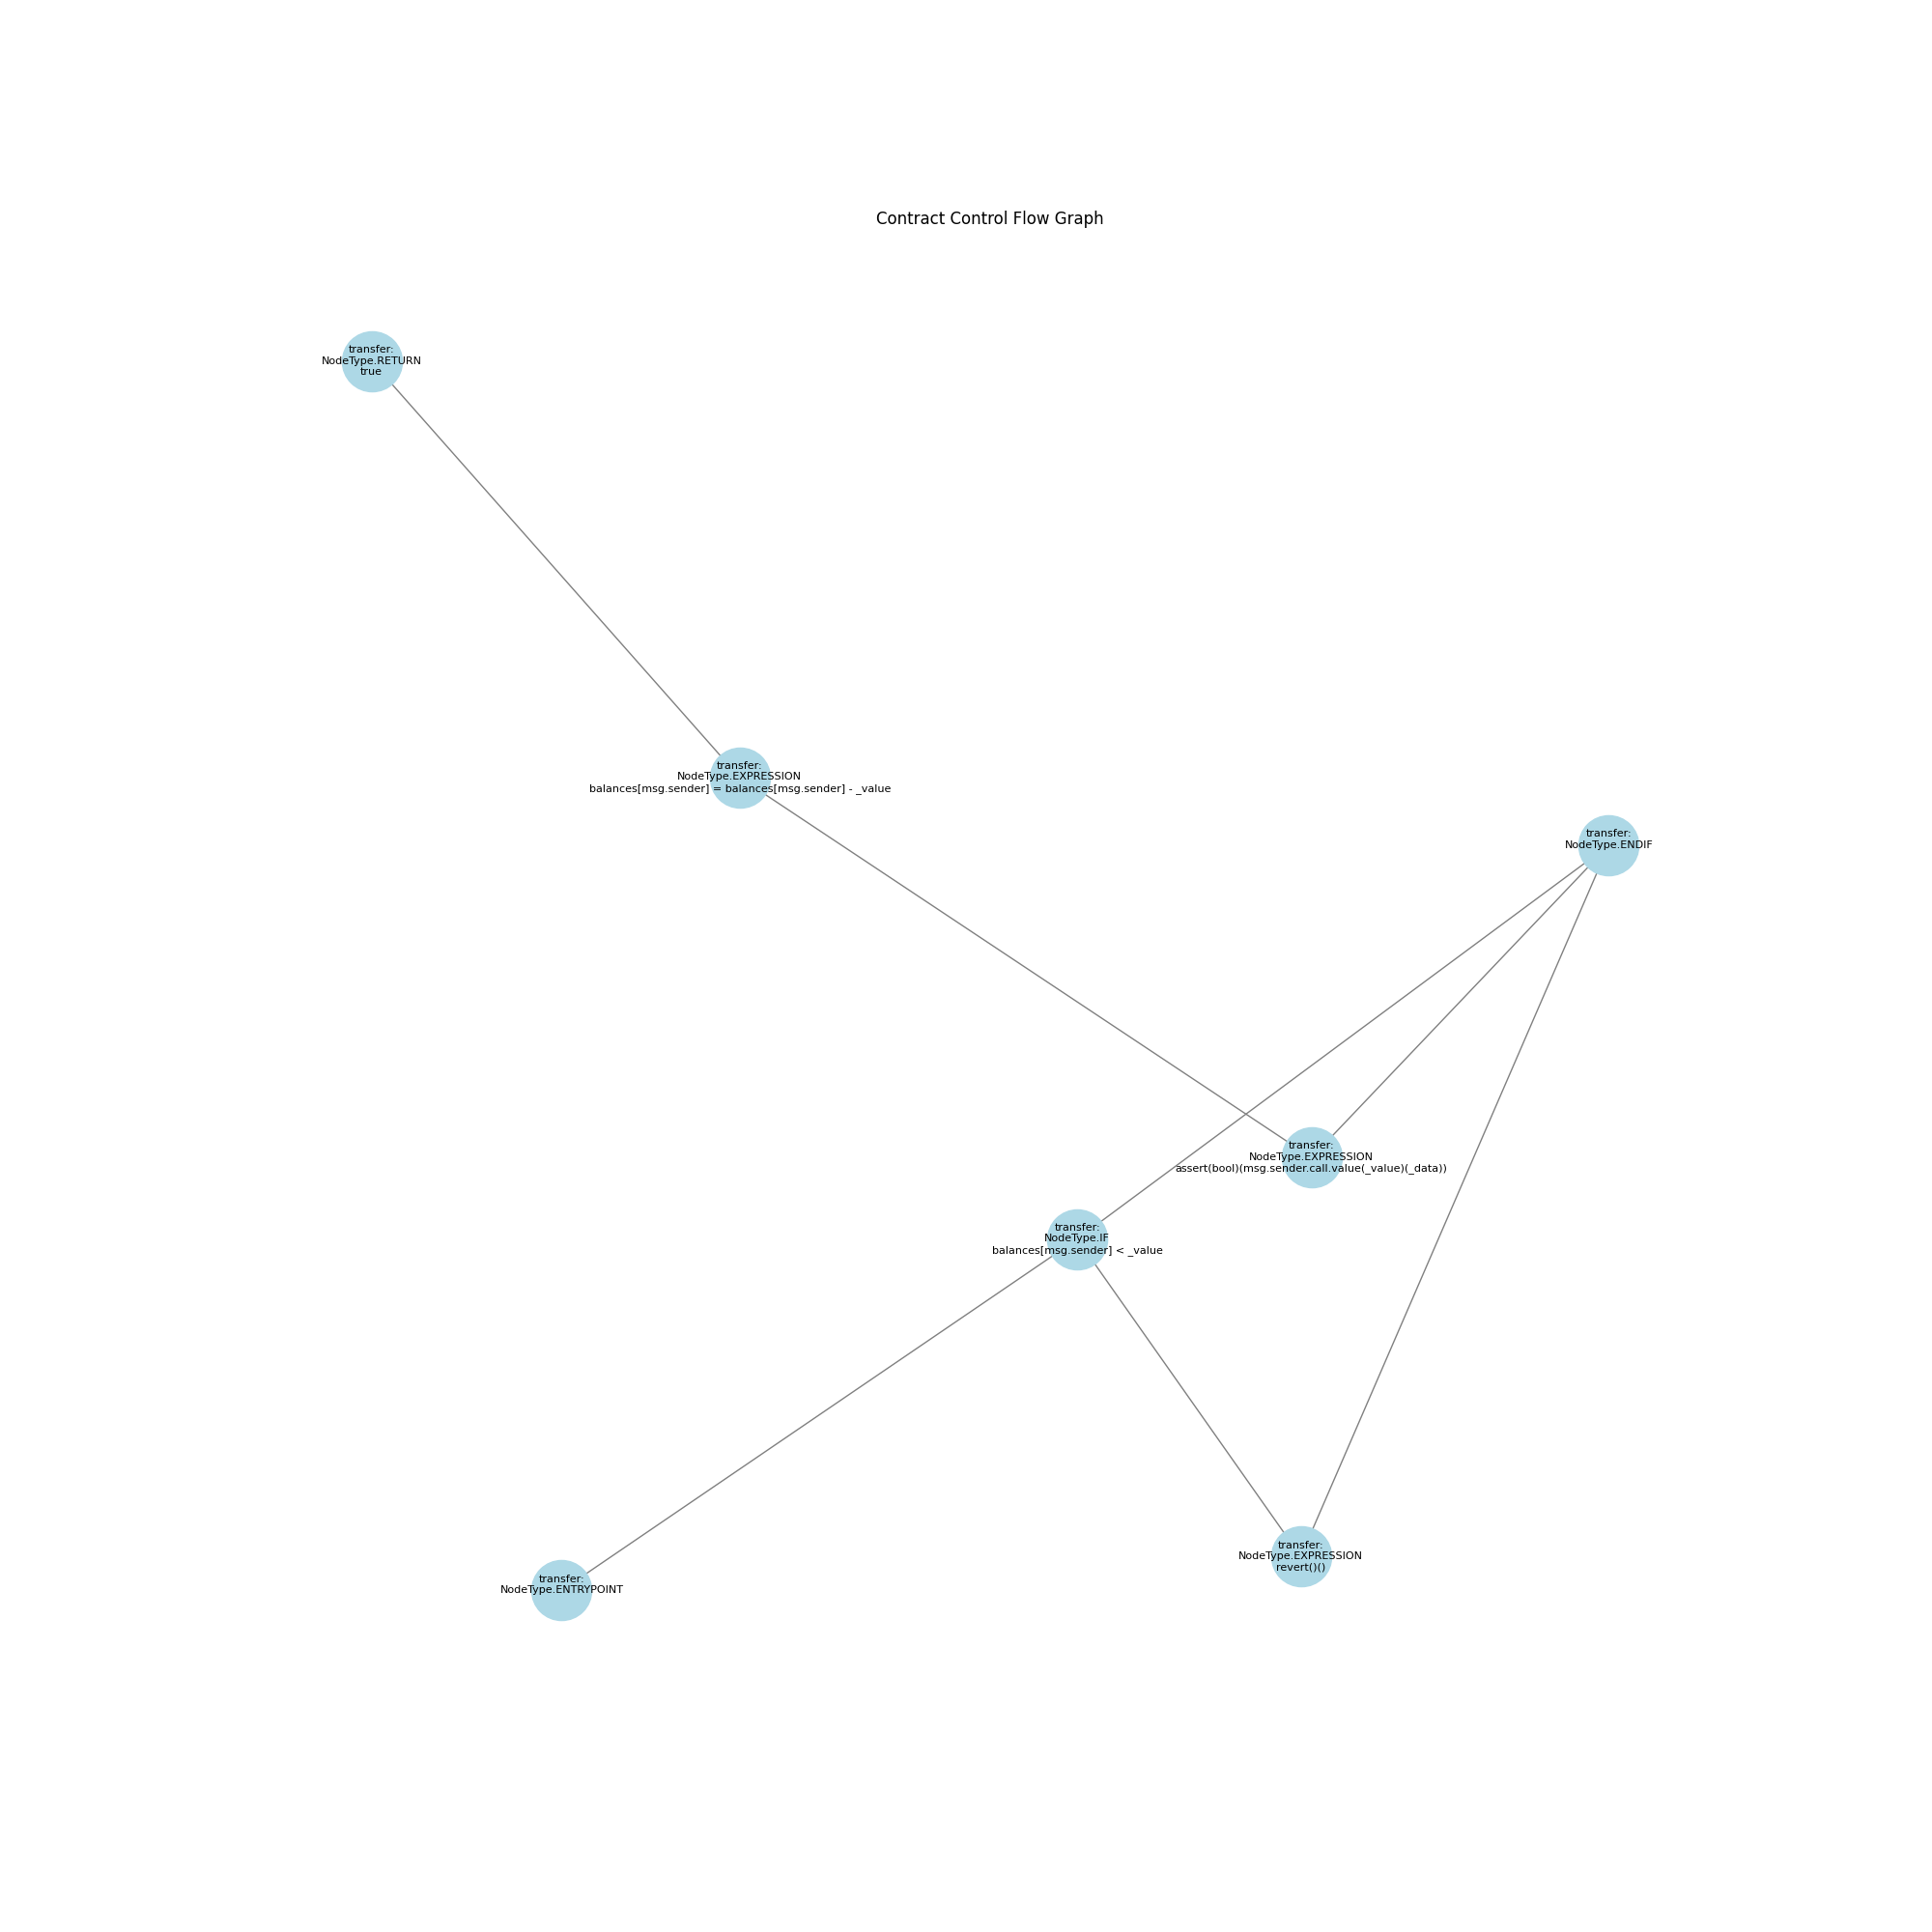 Contract Control Flow Graph
transfer:
NodeType.RETURN
true
transfer:
NodeType.EXPRESSION
balances[msg.sender] = balances[msg.sender] - _value
transfer:
NodeType.ENDIF
transfer:
NodeType.EXPRESSION
assert(bool)(msg.sender.call.value(_value)(_data))
transfer:
NodeType.IF
balances[msg.sender] < _value
transfer:
NodeType.EXPRESSION
revert()()
transfer:
NodeType.ENTRYPOINT